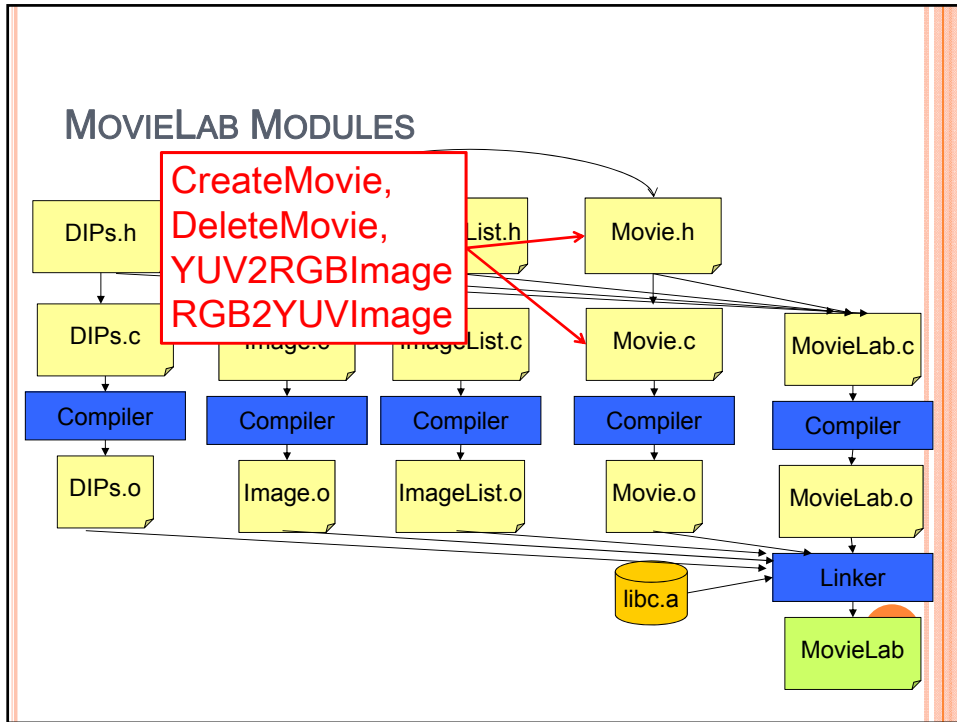 MOVIELAB MODULES
CreateMovie,
DeleteMovie,
YUV2RGBImage
RGB2YUVImage
DIPs.h
List.h
Movie.h
DIPs.c
Image.c
ImageList.c
Movie.c
MovieLab.c
Compiler
Compiler
Compiler
Compiler
Compiler
DIPs.o
Image.o
ImageList.o
Movie.o
MovieLab.o
Linker
libc.a
MovieLab